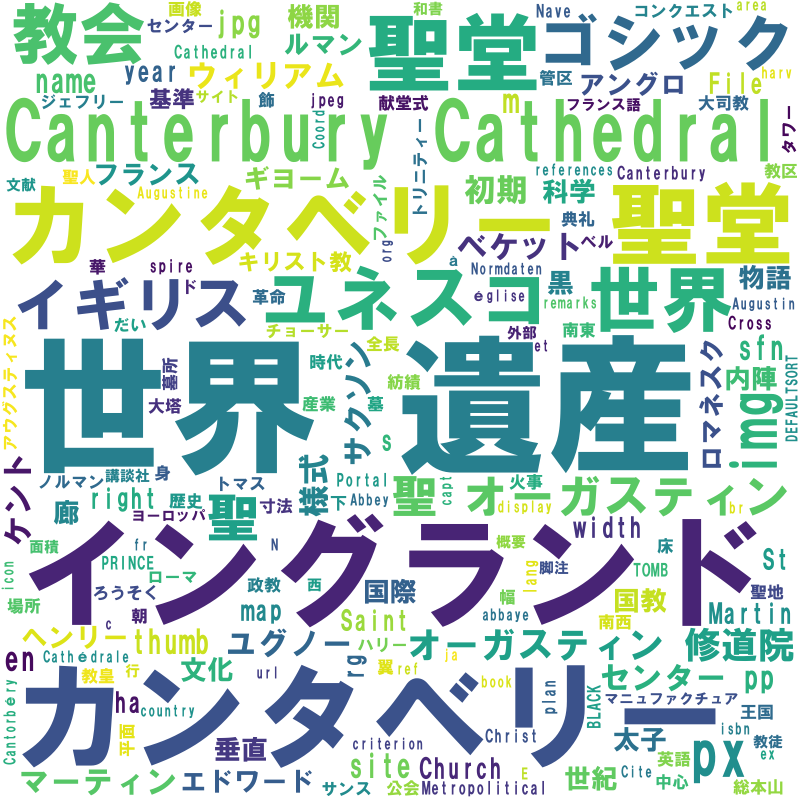 教会 画像 jpg 機関 聖堂 和書 Nave コンクエスト area
センター ルマン ゴシック harv
Cathedral
name year ウィリアム 管区 アングロ File
ジェフリー 基準 サイト 飾 jpeg 献堂式 m フランス語 大司教 タワー
Canterbury Cathedral
Coord トリニティー
文献 聖人 フランス ギヨーム ファイル 初期 科学 references Canterbury 教区
Augustine
カンタベリー 聖堂
典礼
華 spire キリスト教 org ベケット ベル 黒 物語
イギリス ド 革命 ユネスコ â Normdaten église 世界 remarks Augustin
だい チョーサー 外部 南東 Cross
アウグスティヌス 墓所 時代 全長 et sfn
世界 遺産
大塔 産業 紡績 墓 サクソン ロマネスク 内陣 img DEFAULTSORT
ノルマン 講談社 身 トマス s Portal capt 火事
ケント 廊 right 歴史 聖 寸法 様式 下 Abbey 聖 オーガスティン
ヨーロッパ display br
面積 fr N 概要 width
イングランド
icon PRINCE ローマ 脚注 lang 床 TOMB St
場所 ろうそく 政教 西 国際 abbaye 幅 国教 聖地
c 朝 map Saint 南西 Martin
ヘンリー thumb ユグノー ハリー オーガスティン 修道院
en Cathédrale 教皇 行 文化 url rg 翼 ref ja センター pp
Cantorbery ha country book plan BLACK マニュファクチュア
カンタベリー
平面 垂直 criterion Christ 太子 px 王国 isbn 教徒
マーティン エドワード site Church 世紀 英語 ex
サンス 公会 Metropolitical E Cite 中心 総本山